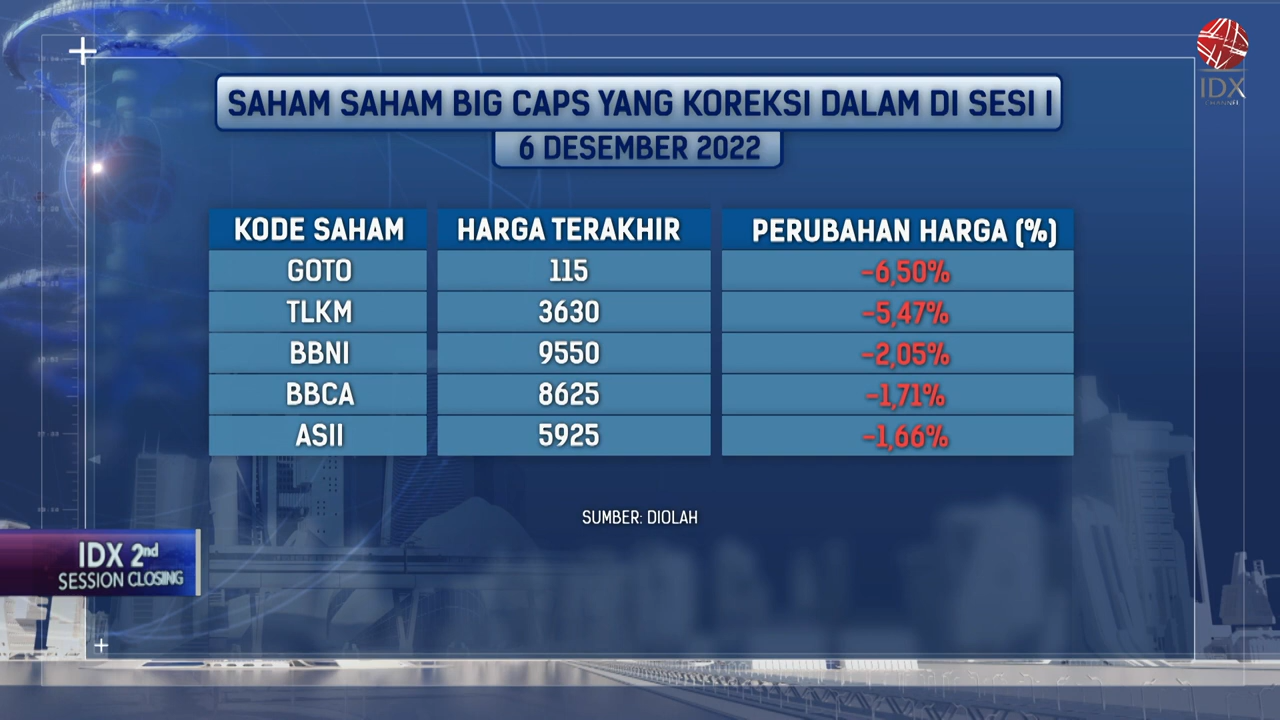 IDX
CHANNEL
SAHAM SAHAM BIG CAPS YANG KOREKSI DALAM DI SESI I
6 DESEMBER 2022
KODE SAHAM HARGA TERAKHIR PERUBAHAN HARGA (%)
GOTO 115 -6,50%
TLKM 3630 -5,47%
BBNI 9550 -2,05%
BBCA 8625 -1,71%
ASII 5925 -1,66%
SUMBER: DIOLAH
IDX 2nd
SESSION CLOSING